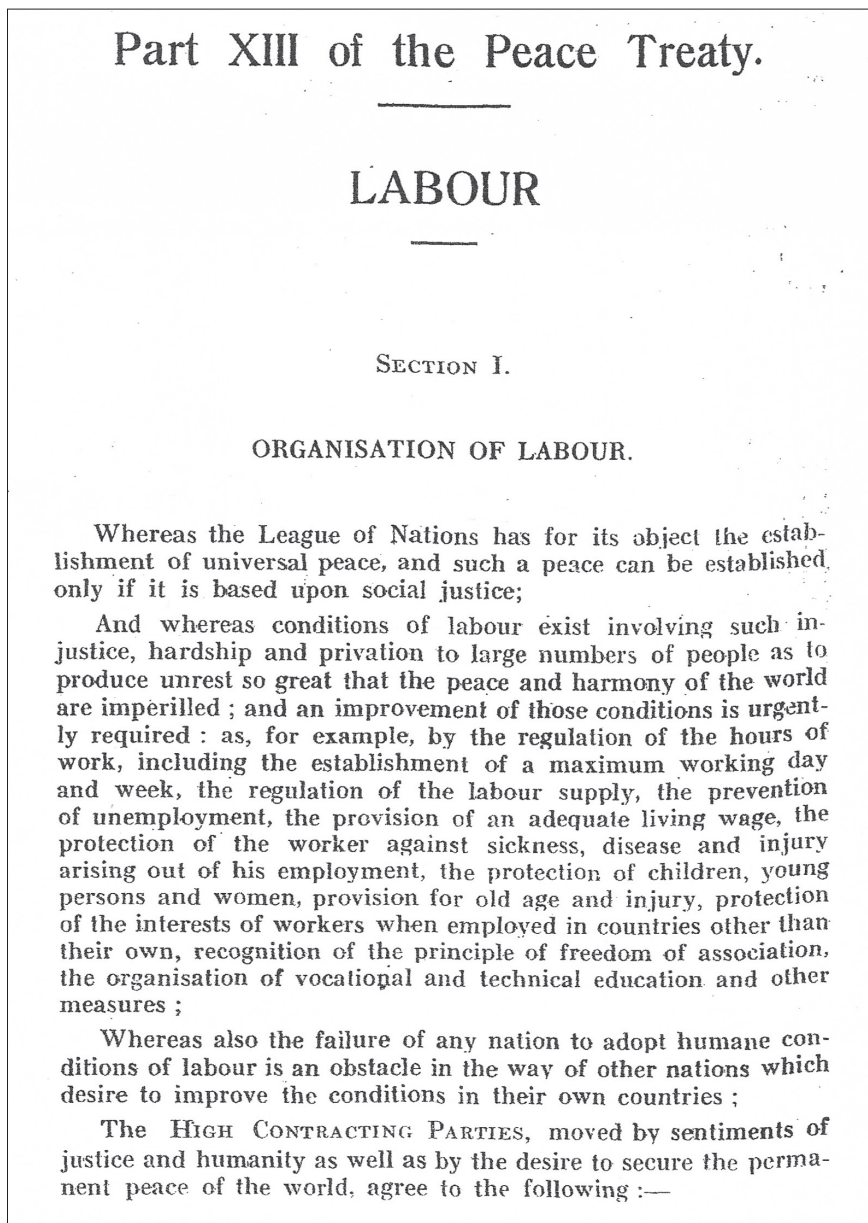 Part XIII of the Peace Treaty.
LABOUR
SECTION I.
ORGANISATION OF LABOUR.
Whereas the League of Nations has for its object the estab-
lishment of universal peace, and such a peace can be established
only if it is based upon social justice;
And whereas conditions of labour exist involving such in-
justice, hardship and privation to large numbers of people as to
produce unrest so great that the peace and harmony of the world
are imperilled ; and an improvement of those conditions is urgent-
ly required : as, for example, by the regulation of the hours of
work, including the establishment of a maximum working day
and week, the regulation of the labour supply, the prevention
of unemployment, the provision of an adequate living wage, the
protection of the worker against sickness, disease and injury
arising out of his employment, the protection of children, young
persons and women, provision for old age and injury, protection
of the interests of workers when employed in countries other than
their own, recognition of the principle of freedom of association,
the organisation of vocational and technical education and other
measures ;
Whereas also the failure of any nation to adopt humane con-
ditions of labour is an obstacle in the way of other nations which
desire to improve the conditions in their own countries ;
The HIGH CONTRACTING PARTIES, moved by sentiments of
justice and humanity as well as by the desire to secure the perma-
nent peace of the world, agree to the following :—